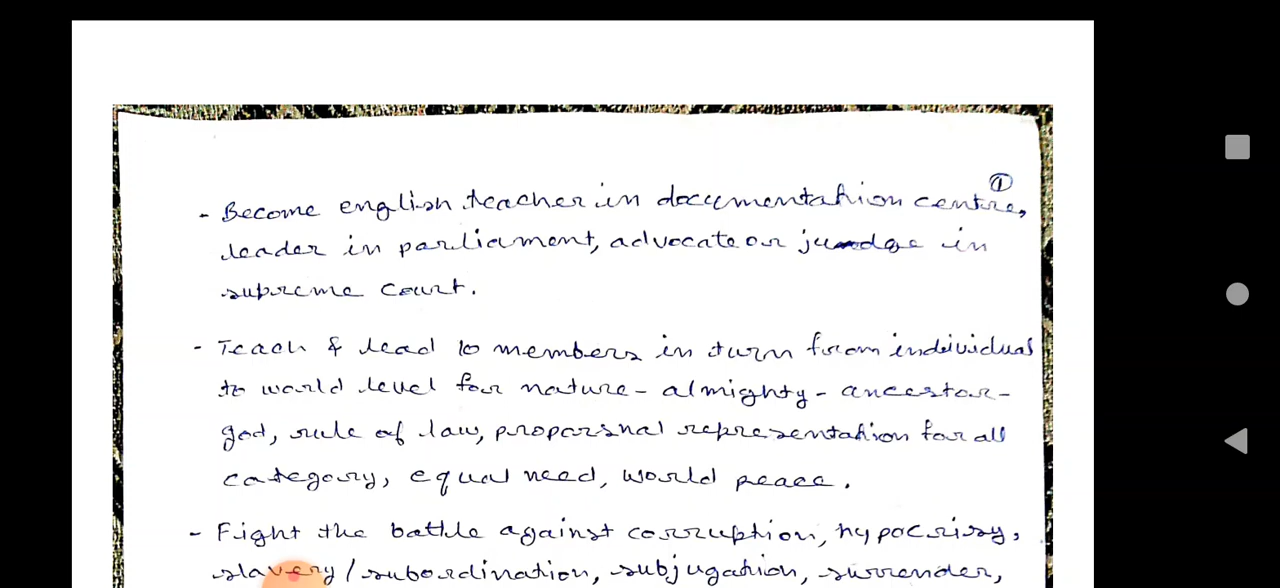 ①
- Become english teacher in documentation centre,
leader in parliament, advocate or judge in
supreme court.
- Teach & lead 10 members in turn from individual
to world level for nature - almighty - ancestor -
god, rule of law, proporsnal representation for all
category, equal need, world peace.
- Fight the battle against corruption, hypocrisy,
slavery/subordination, subjugation, surrender,